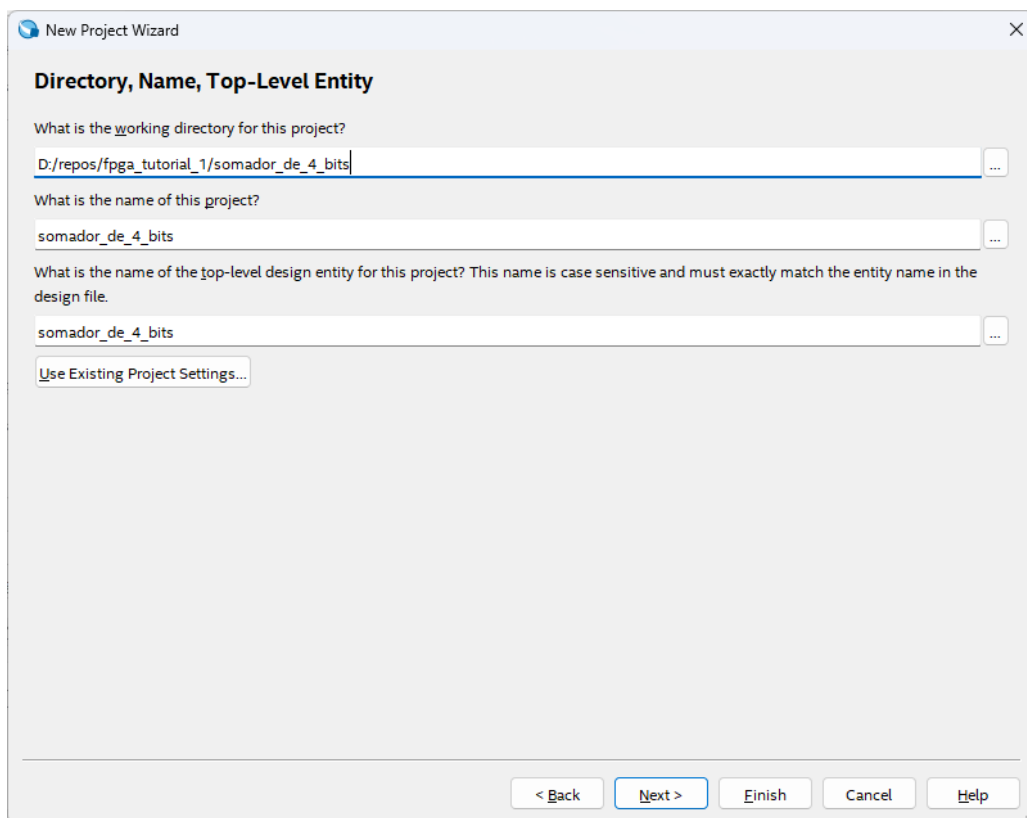 New Project Wizard
Directory, Name, Top-Level Entity
What is the working directory for this project?
D:/repos/fpga_tutorial_1/somador_de_4_bits
...
What is the name of this project?
somador_de_4_bits
...
What is the name of the top-level design entity for this project? This name is case sensitive and must exactly match the entity name in the
design file.
somador_de_4_bits
...
Use Existing Project Settings...
< Back Next > Finish Cancel Help